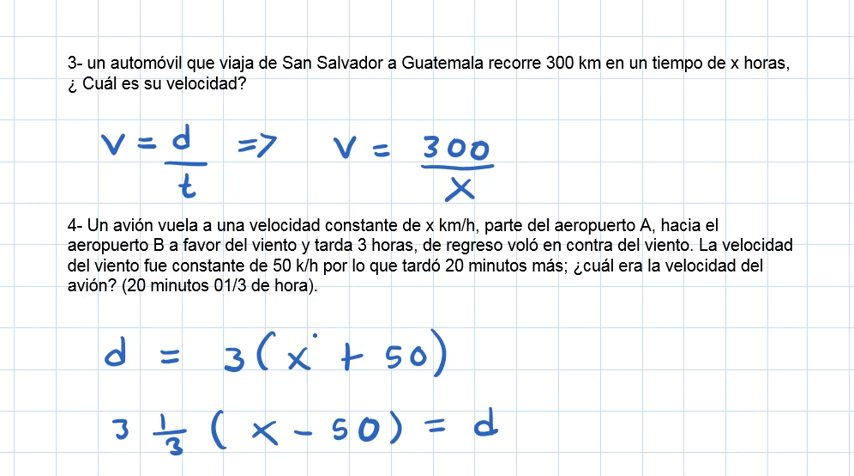 3- un automóvil que viaja de San Salvador a Guatemala recorre 300 km en un tiempo de x horas,
¿ Cuál es su velocidad?
v = d/t => v = 300/x
4- Un avión vuela a una velocidad constante de x km/h, parte del aeropuerto A, hacia el
aeropuerto B a favor del viento y tarda 3 horas, de regreso voló en contra del viento. La velocidad
del viento fue constante de 50 k/h por lo que tardó 20 minutos más; ¿cuál era la velocidad del
avión? (20 minutos 01/3 de hora).
d = 3(x + 50)
3 1/3 (x - 50) = d